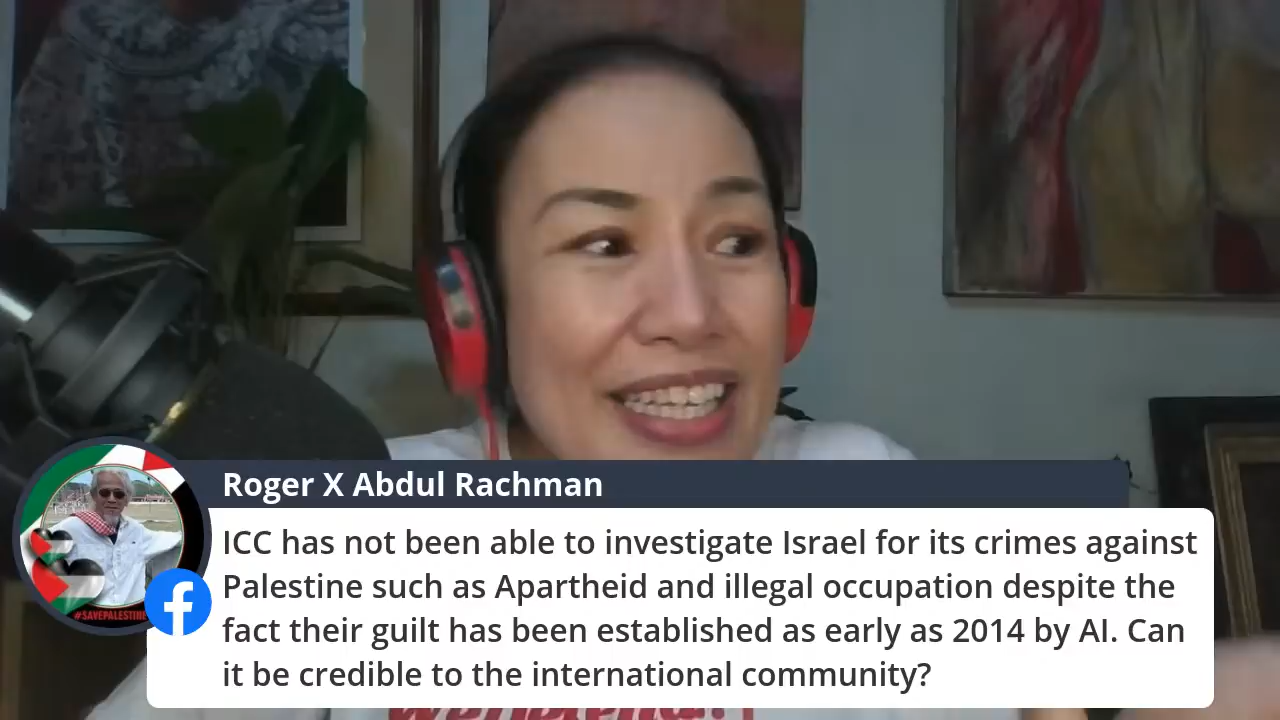 Roger X Abdul Rachman
ICC has not been able to investigate Israel for its crimes against
Palestine such as Apartheid and illegal occupation despite the
fact their guilt has been established as early as 2014 by AI. Can
it be credible to the international community?
#SAVEPALESTINE